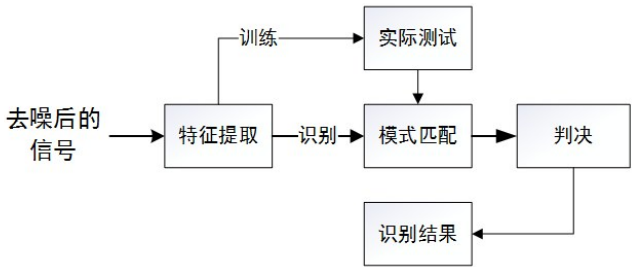 训练
实际测试
去噪后的
信号
特征提取
识别
模式匹配
判决
识别结果